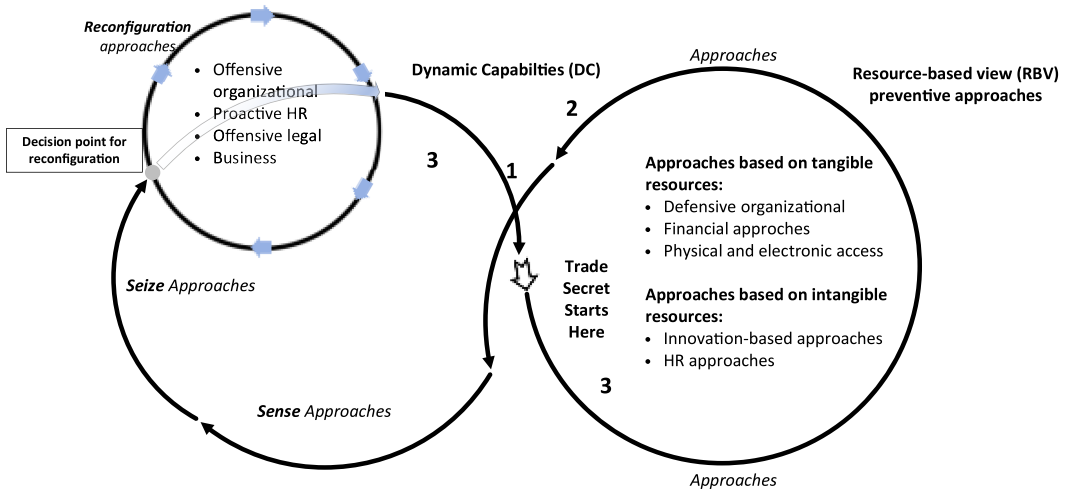 Reconfiguration
approaches
• Offensive
organizational
• Proactive HR
• Offensive legal
• Business
Decision point for
reconfiguration
Seize Approaches
Sense Approaches
Dynamic Capabilties (DC)
3
1
2
Approaches
Resource-based view (RBV)
preventive approaches
Approaches based on tangible
resources:
• Defensive organizational
• Financial approches
• Physical and electronic access
Approaches based on intangible
resources:
• Innovation-based approaches
• HR approaches
Trade
Secret
Starts
Here
3
Approaches